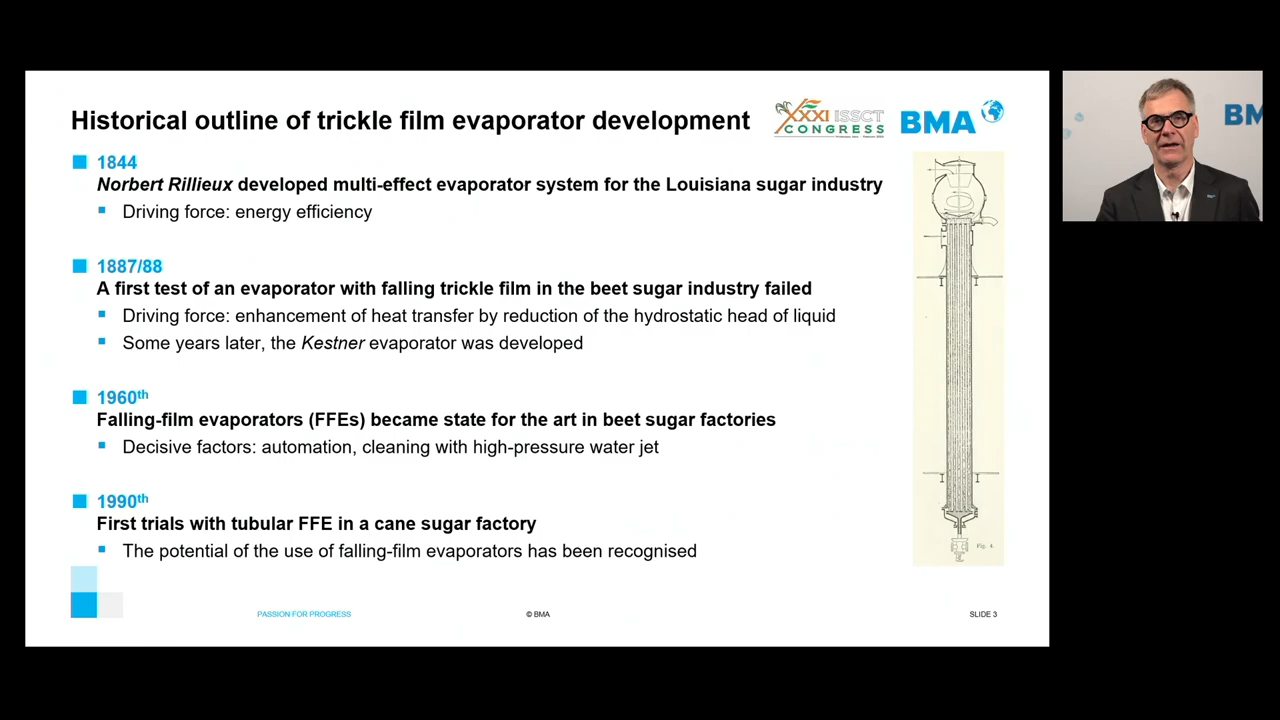 Historical outline of trickle film evaporator development
XXXI ISSCT
CONGRESS
BMA
1844
Norbert Rillieux developed multi-effect evaporator system for the Louisiana sugar industry
Driving force: energy efficiency
1887/88
A first test of an evaporator with falling trickle film in the beet sugar industry failed
Driving force: enhancement of heat transfer by reduction of the hydrostatic head of liquid
Some years later, the Kestner evaporator was developed
1960th
Falling-film evaporators (FFEs) became state for the art in beet sugar factories
Decisive factors: automation, cleaning with high-pressure water jet
1990th
First trials with tubular FFE in a cane sugar factory
The potential of the use of falling-film evaporators has been recognised
Fig. 4.
PASSION FOR PROGRESS
© BMA
SLIDE 3
BM